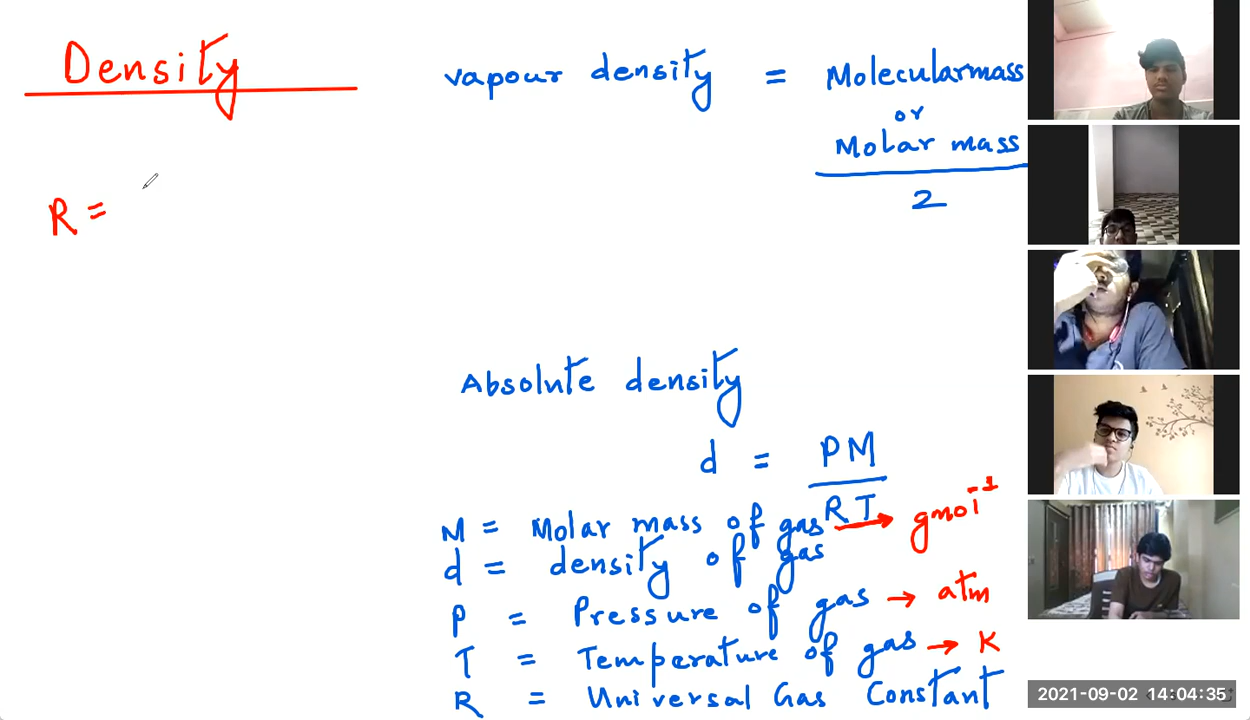 Density
vapour density = Molecularmass
or
Molar mass
2
R =
Absolute density
d = PM
RT
M = Molar mass of gas → gmol⁻¹
d = density of gas
P = Pressure of gas → atm
T = Temperature of gas → K
R = Universal Gas Constant
2021-09-02 14:04:35